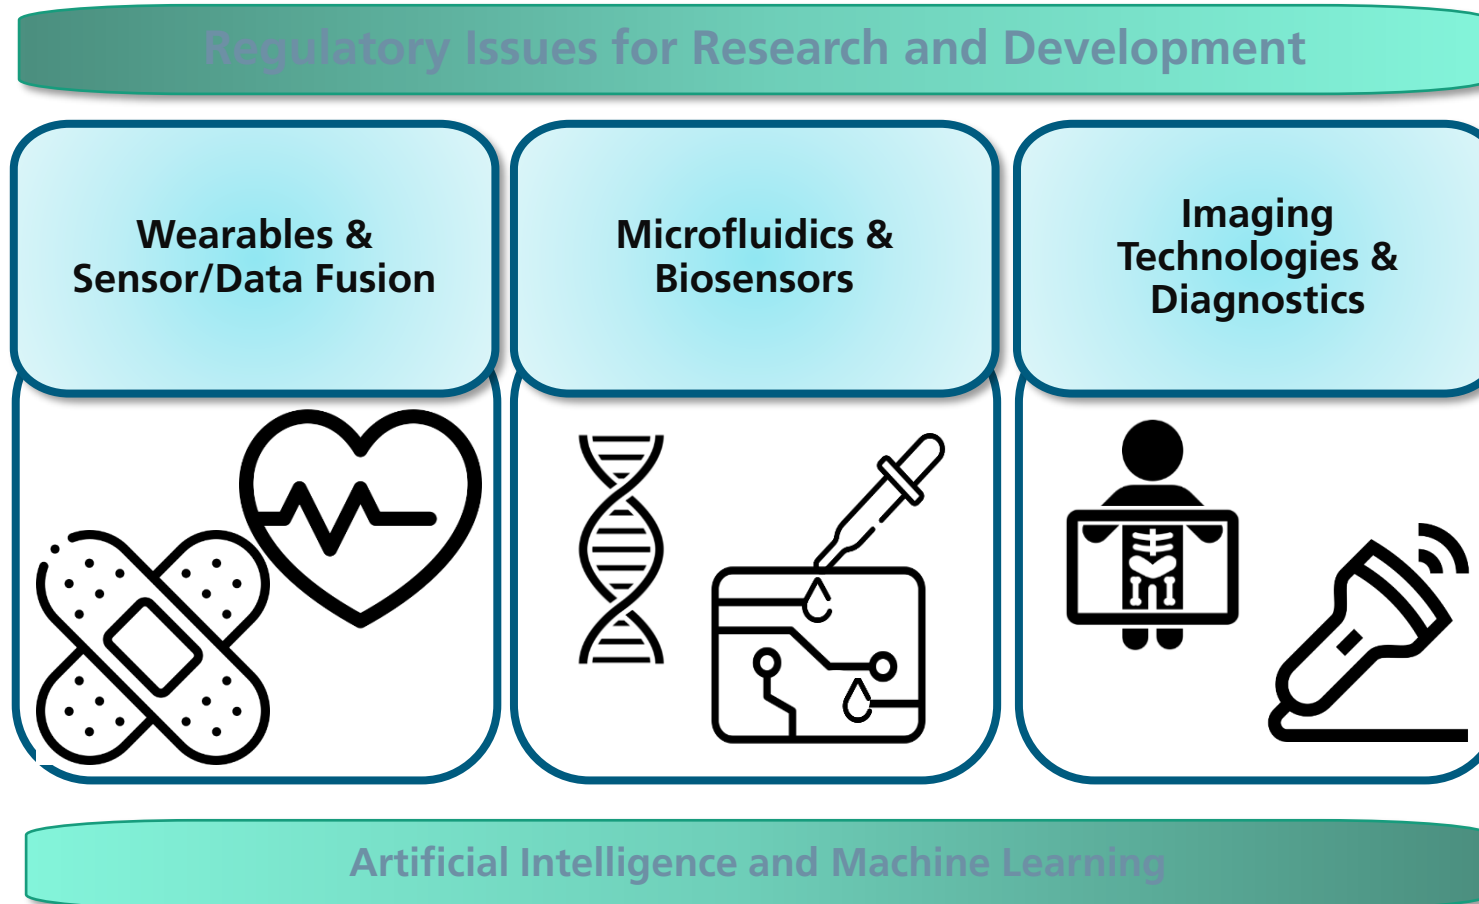 Regulatory Issues for Research and Development
Wearables &
Sensor/Data Fusion
Microfluidics &
Biosensors
Imaging
Technologies &
Diagnostics
Artificial Intelligence and Machine Learning